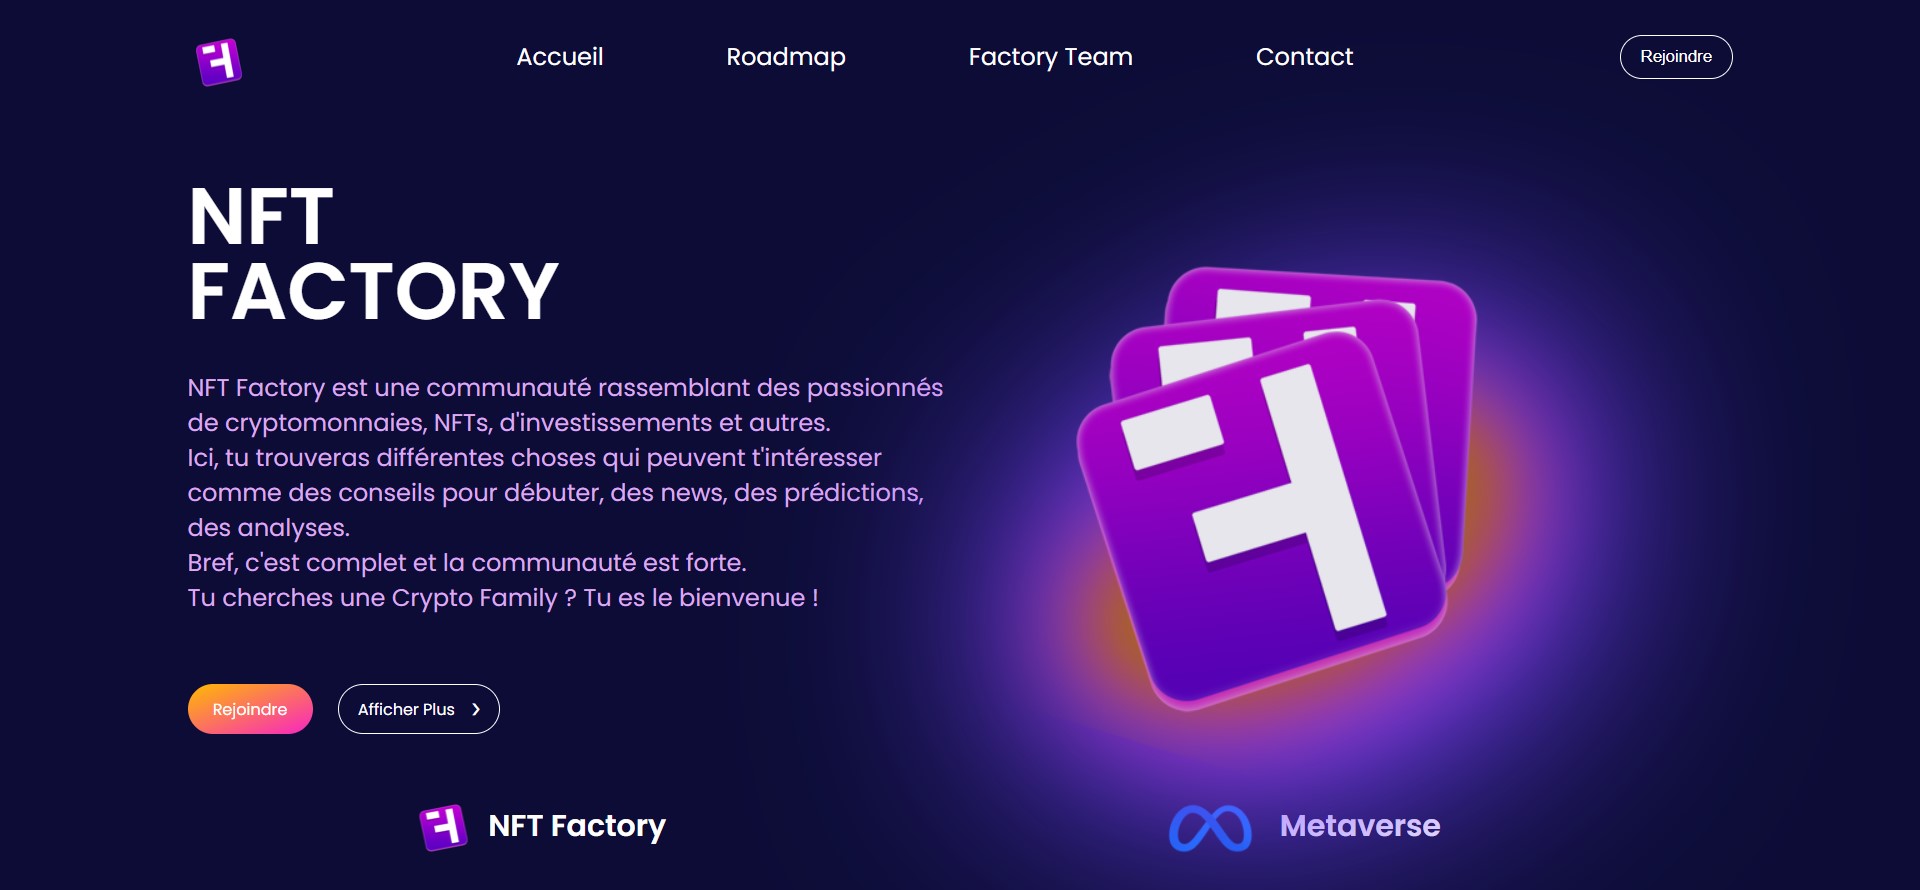 Accueil
Roadmap
Factory Team
Contact
Rejoindre
NFT
FACTORY
NFT Factory est une communauté rassemblant des passionnés
de cryptomonnaies, NFTs, d'investissements et autres.
Ici, tu trouveras différentes choses qui peuvent t'intéresser
comme des conseils pour débuter, des news, des prédictions,
des analyses.
Bref, c'est complet et la communauté est forte.
Tu cherches une Crypto Family ? Tu es le bienvenue !
Rejoindre
Afficher Plus
NFT Factory
Metaverse